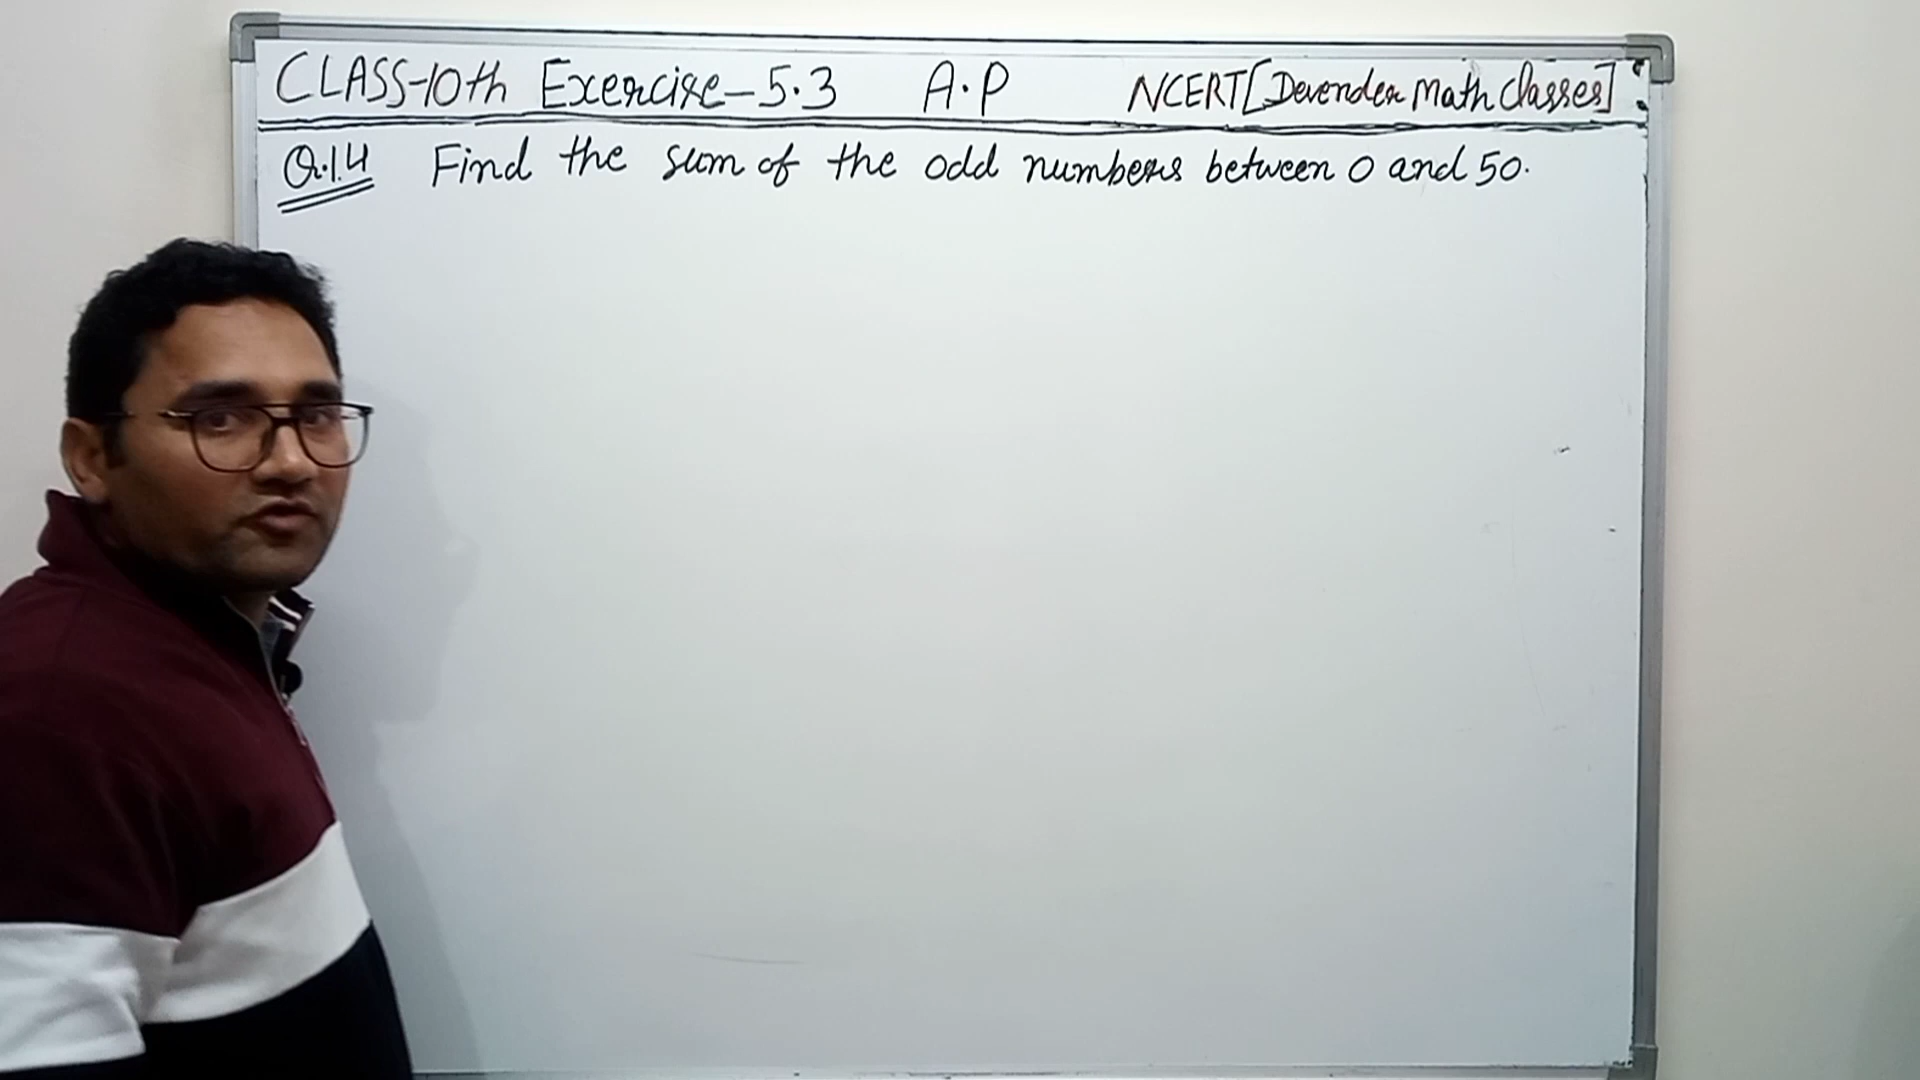 CLASS-10th Exercise-5.3 A.P NCERT[Devender Math Classes]
Q.14 Find the sum of the odd numbers between 0 and 50.